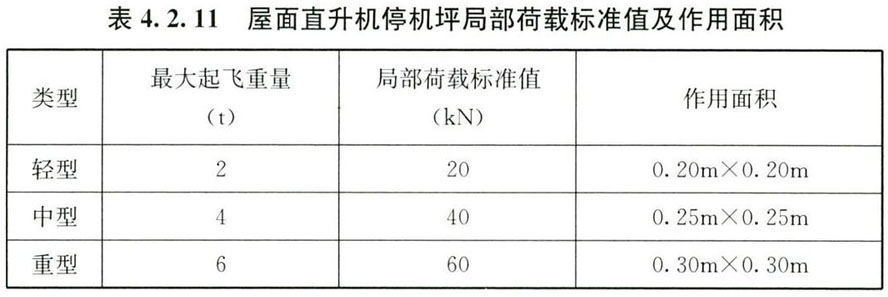 表 4.2.11 屋面直升机停机坪局部荷载标准值及作用面积
类型 最大起飞重量（t） 局部荷载标准值（kN） 作用面积
轻型 2 20 0.20m×0.20m
中型 4 40 0.25m×0.25m
重型 6 60 0.30m×0.30m